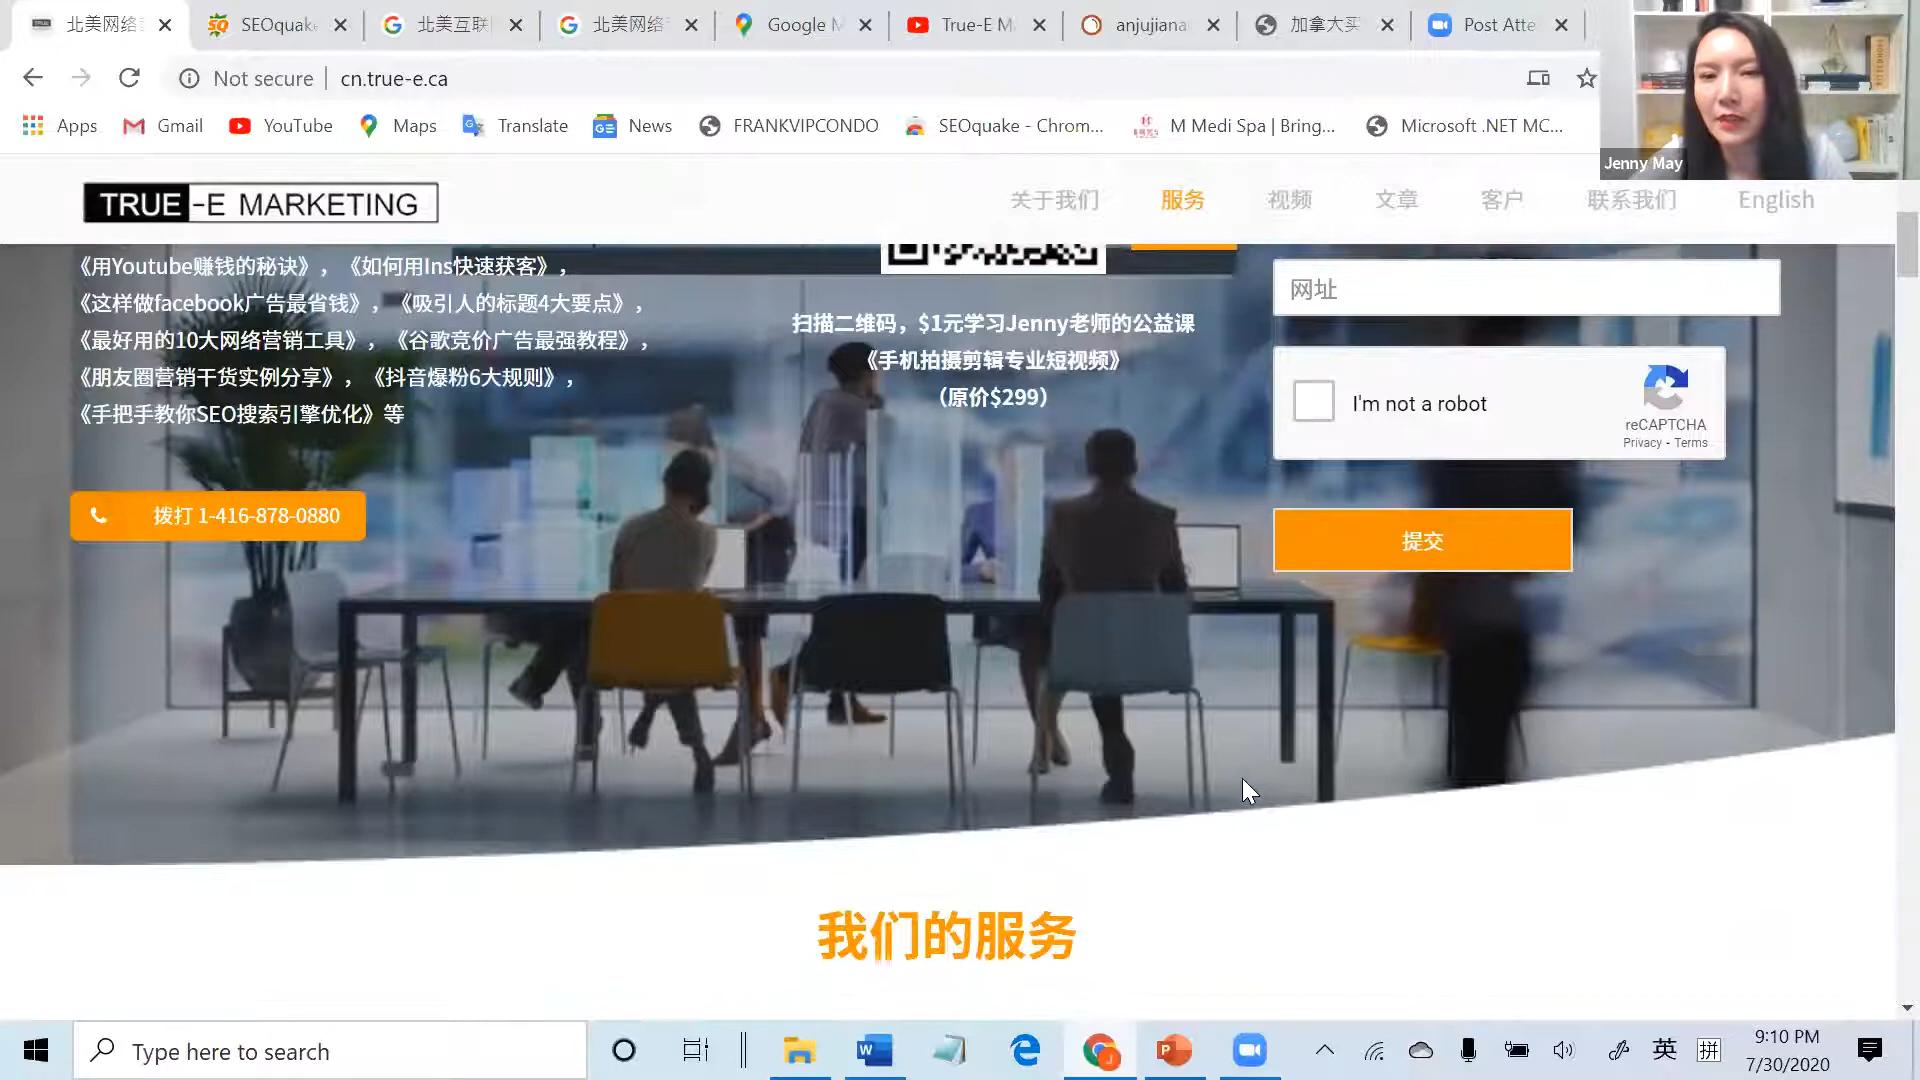 北美网络
SEOquake
北美互联
北美网络
Google M
True-E M
anjujiana
加拿大买
Post Atte
Not secure
cn.true-e.ca
Apps
Gmail
YouTube
Maps
Translate
News
FRANKVIPCONDO
SEOquake - Chrom...
M Medi Spa | Bring...
Microsoft .NET MC...
Jenny May
TRUE-E MARKETING
关于我们
服务
视频
文章
客户
联系我们
English
《用Youtube赚钱的秘诀》，《如何用Ins快速获客》，
《这样做facebook广告最省钱》，《吸引人的标题4大要点》，
《最好用的10大网络营销工具》，《谷歌竞价广告最强教程》，
《朋友圈营销干货实例分享》，《抖音爆粉6大规则》，
《手把手教你SEO搜索引擎优化》等
拨打 1-416-878-0880
扫描二维码，$1元学习Jenny老师的公益课
《手机拍摄剪辑专业短视频》
（原价$299）
网址
I'm not a robot
reCAPTCHA
Privacy - Terms
提交
我们的服务
Type here to search
英
拼
9:10 PM
7/30/2020